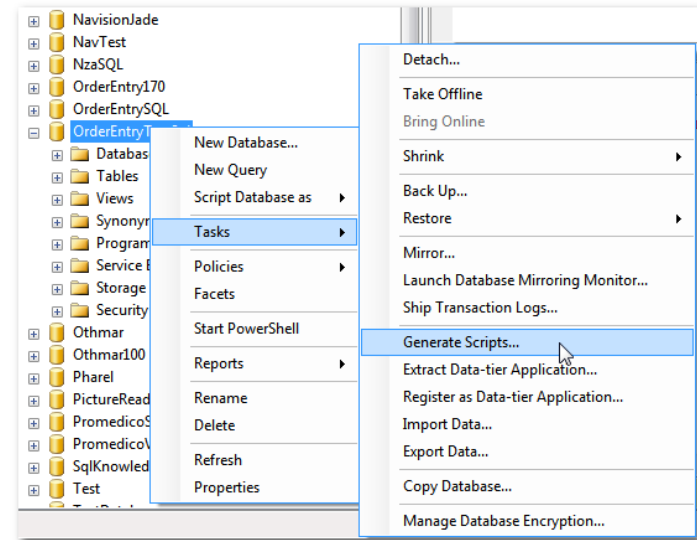 NavisionJade
NavTest
NzaSQL
OrderEntry170
OrderEntrySQL
Tables
Views
Storage
Security
Othmar
Othmar100
Pharel
Test
New Database...
New Query
Script Database as
Tasks
Policies
Facets
Start PowerShell
Reports
Rename
Delete
Refresh
Properties
Detach...
Take Offline
Bring Online
Shrink
Back Up...
Restore
Mirror...
Launch Database Mirroring Monitor...
Ship Transaction Logs...
Generate Scripts...
Extract Data-tier Application...
Register as Data-tier Application...
Import Data...
Export Data...
Copy Database...
Manage Database Encryption...